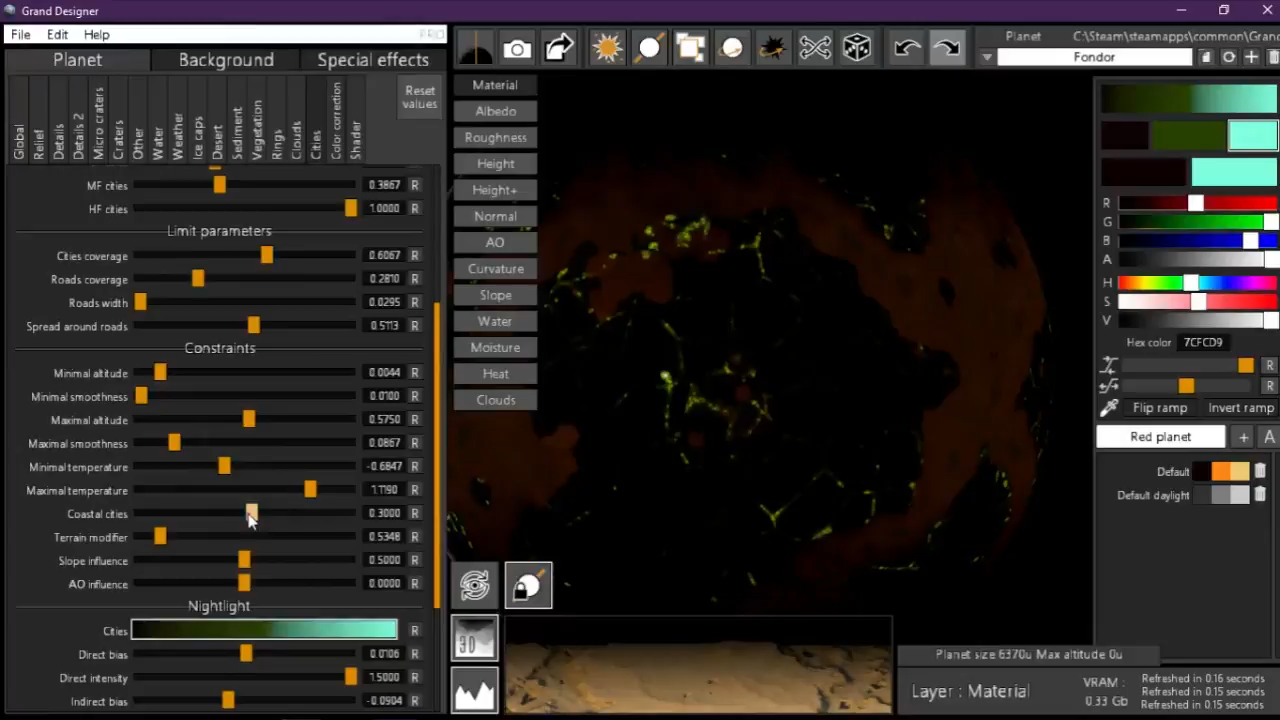 Grand Designer
File Edit Help
Planet Background Special effects
Global
Relief
Details
Details 2
Micro craters
Craters
Other
Water
Weather
Ice caps
Desert
Sediment
Vegetation
Rings
Clouds
Cities
Color correction
Shader
Reset
values
MF cities 0.3867 R
HF cities 1.0000 R
Limit parameters
Cities coverage 0.6067 R
Roads coverage 0.2810 R
Roads width 0.0295 R
Spread around roads 0.5113 R
Constraints
Minimal altitude 0.0044 R
Minimal smoothness 0.0100 R
Maximal altitude 0.5750 R
Maximal smoothness 0.0867 R
Minimal temperature -0.6847 R
Maximal temperature 1.1190 R
Coastal cities 0.3000 R
Terrain modifier 0.5348 R
Slope influence 0.5000 R
AO influence 0.0000 R
Nightlight
Cities R
Direct bias 0.0106 R
Direct intensity 1.5000 R
Indirect bias -0.0904 R
Material
Albedo
Roughness
Height
Height+
Normal
AO
Curvature
Slope
Water
Moisture
Heat
Clouds
30
Planet C:\Steam\steamapps\common\Gran
Fondor
R
G
B
A
H
S
V
Hex color 7CFCD9
R
R
Flip ramp Invert ramp
Red planet + A
Default
Default daylight
Planet size 6370u Max altitude 0u
Layer : Material
VRAM :
0.33 Gb
Refreshed in 0.16 seconds
Refreshed in 0.15 seconds
Refreshed in 0.15 seconds